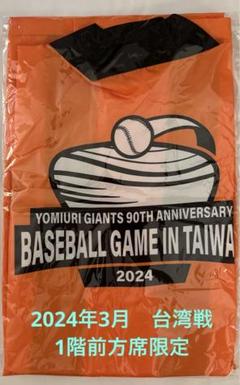 YOMIURI GIANTS 90TH ANNIVERSARY
BASEBALL GAME IN TAIWA
2024
2024年3月　台湾戦
1階前方席限定